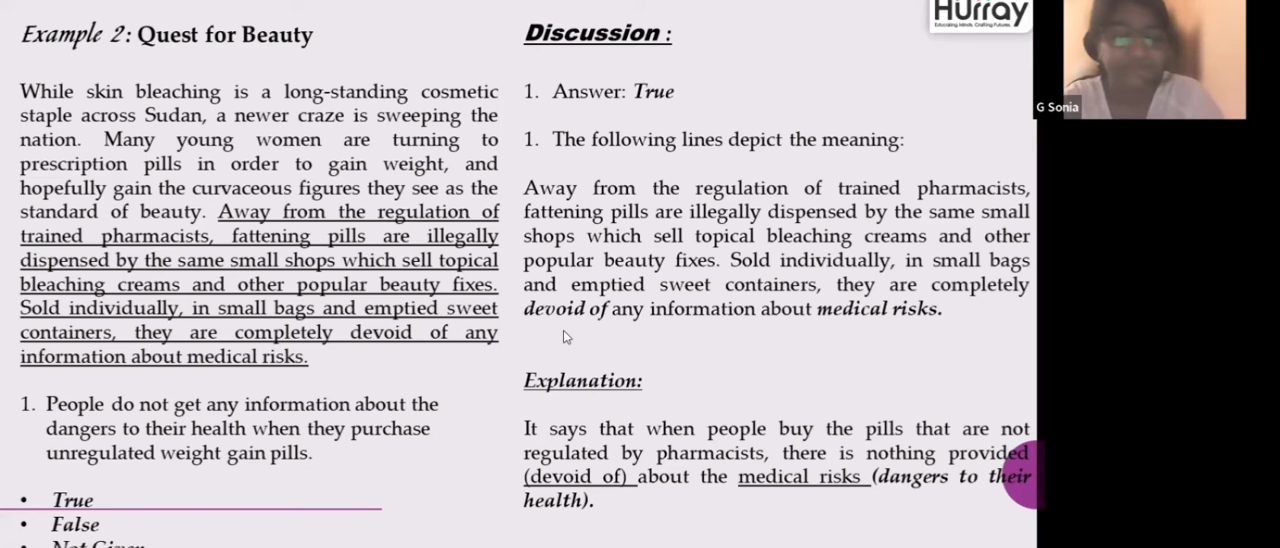 Example 2: Quest for Beauty
While skin bleaching is a long-standing cosmetic
staple across Sudan, a newer craze is sweeping the
nation. Many young women are turning to
prescription pills in order to gain weight, and
hopefully gain the curvaceous figures they see as the
standard of beauty. Away from the regulation of
trained pharmacists, fattening pills are illegally
dispensed by the same small shops which sell topical
bleaching creams and other popular beauty fixes.
Sold individually, in small bags and emptied sweet
containers, they are completely devoid of any
information about medical risks.
1. People do not get any information about the
dangers to their health when they purchase
unregulated weight gain pills.
• True
• False
• Not Given
Discussion :
1. Answer: True
1. The following lines depict the meaning:
Away from the regulation of trained pharmacists,
fattening pills are illegally dispensed by the same small
shops which sell topical bleaching creams and other
popular beauty fixes. Sold individually, in small bags
and emptied sweet containers, they are completely
devoid of any information about medical risks.
Explanation:
It says that when people buy the pills that are not
regulated by pharmacists, there is nothing provided
(devoid of) about the medical risks (dangers to their
health).
Hurray
Educating Minds, Crafting Futures.
G Sonia